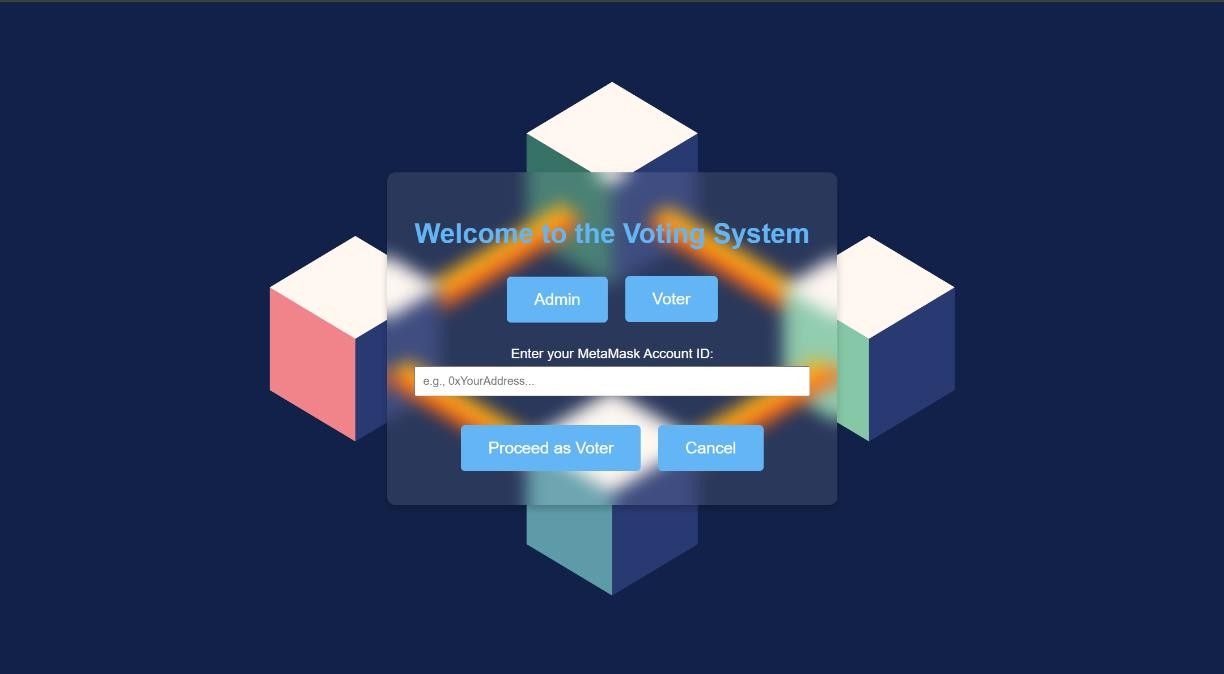 Welcome to the Voting System
Admin Voter
Enter your MetaMask Account ID:
e.g., 0xYourAddress...
Proceed as Voter Cancel